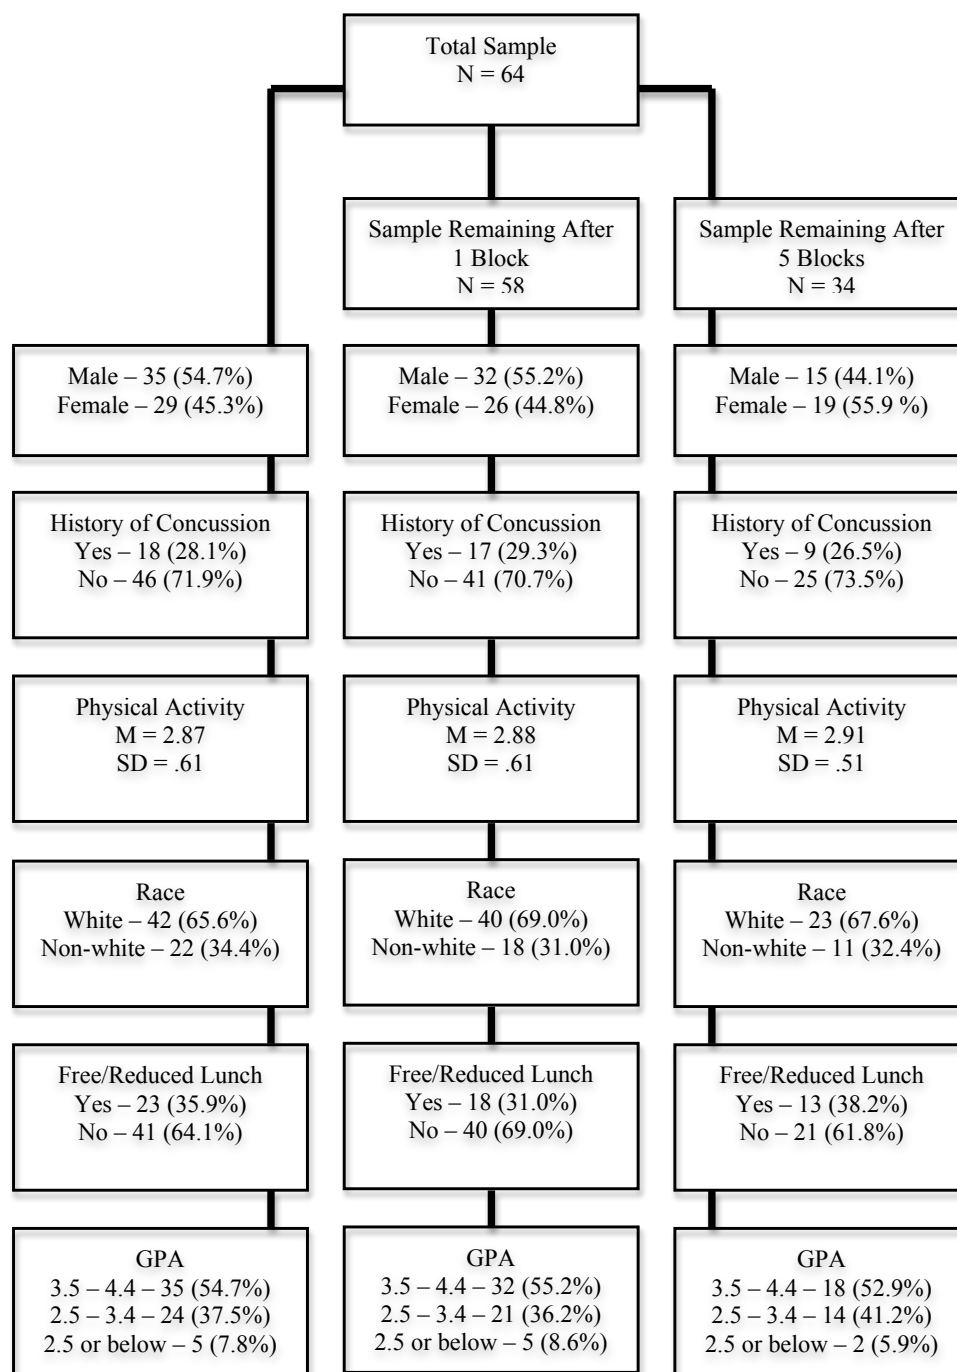 Total Sample
N = 64
Sample Remaining After
1 Block
N = 58
Sample Remaining After
5 Blocks
N = 34
Male – 35 (54.7%)
Female – 29 (45.3%)
Male – 32 (55.2%)
Female – 26 (44.8%)
Male – 15 (44.1%)
Female – 19 (55.9 %)
History of Concussion
Yes – 18 (28.1%)
No – 46 (71.9%)
History of Concussion
Yes – 17 (29.3%)
No – 41 (70.7%)
History of Concussion
Yes – 9 (26.5%)
No – 25 (73.5%)
Physical Activity
M = 2.87
SD = .61
Physical Activity
M = 2.88
SD = .61
Physical Activity
M = 2.91
SD = .51
Race
White – 42 (65.6%)
Non-white – 22 (34.4%)
Race
White – 40 (69.0%)
Non-white – 18 (31.0%)
Race
White – 23 (67.6%)
Non-white – 11 (32.4%)
Free/Reduced Lunch
Yes – 23 (35.9%)
No – 41 (64.1%)
Free/Reduced Lunch
Yes – 18 (31.0%)
No – 40 (69.0%)
Free/Reduced Lunch
Yes – 13 (38.2%)
No – 21 (61.8%)
GPA
3.5 – 4.4 – 35 (54.7%)
2.5 – 3.4 – 24 (37.5%)
2.5 or below – 5 (7.8%)
GPA
3.5 – 4.4 – 32 (55.2%)
2.5 – 3.4 – 21 (36.2%)
2.5 or below – 5 (8.6%)
GPA
3.5 – 4.4 – 18 (52.9%)
2.5 – 3.4 – 14 (41.2%)
2.5 or below – 2 (5.9%)